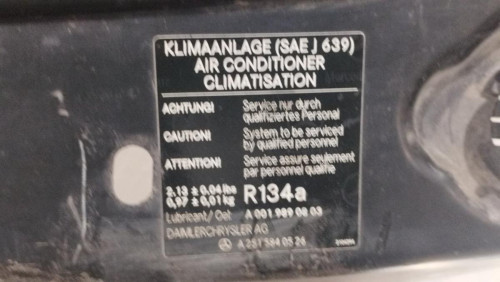 KLIMAANLAGE (SAE J 639)
AIR CONDITIONER
CLIMATISATION
ACHTUNG! Service nur durch
qualifiziertes Personal
CAUTION! System to be serviced
by qualified personnel
ATTENTION! Service assure seulement
par personnel qualifie
2,13 ± 0,04 lbs
0,97 ± 0,01 kg R134a
Lubricant/Oel A 001 989 08 03
DAIMLERCHRYSLER AG
A 251 584 05 26